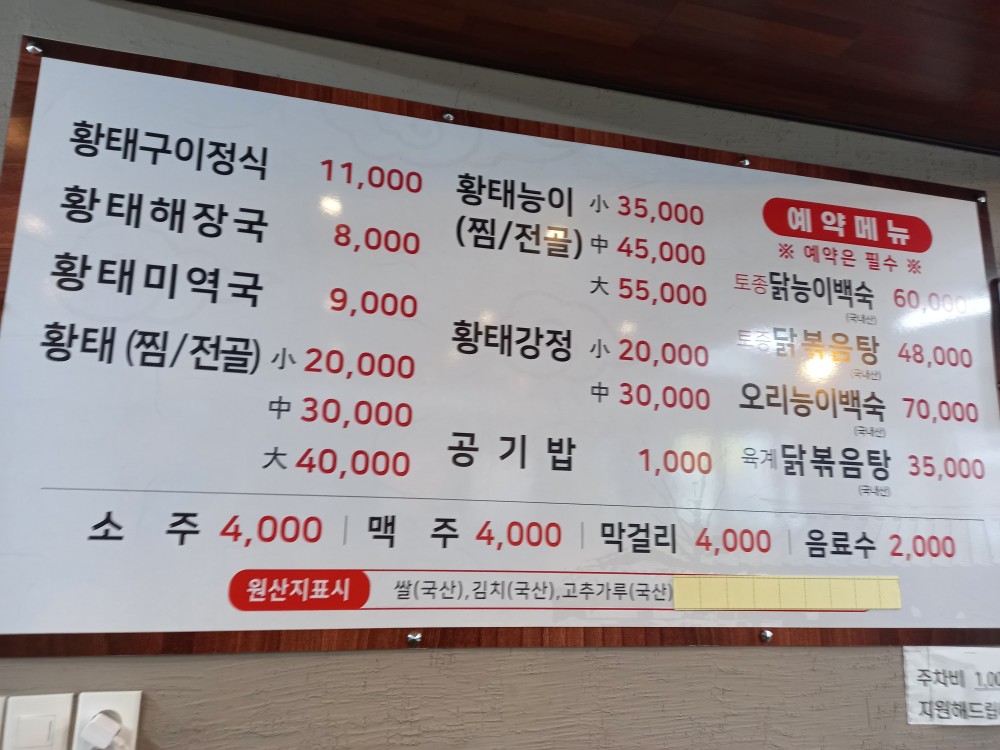 황태구이정식 11,000
황태해장국 8,000
황태미역국 9,000
황태 (찜/전골) 小 20,000
中 30,000
大 40,000
황태능이 小 35,000
(찜/전골) 中 45,000
大 55,000
황태강정 小 20,000
中 30,000
공기밥 1,000
예약메뉴
※ 예약은 필수 ※
토종닭능이백숙 60,000
(국내산)
토종닭볶음탕 48,000
(국내산)
오리능이백숙 70,000
(국내산)
육계닭볶음탕 35,000
(국내산)
소 주 4,000 | 맥 주 4,000 | 막걸리 4,000 | 음료수 2,000
원산지표시 쌀(국산),김치(국산),고추가루(국산)
주차비
지원해드립